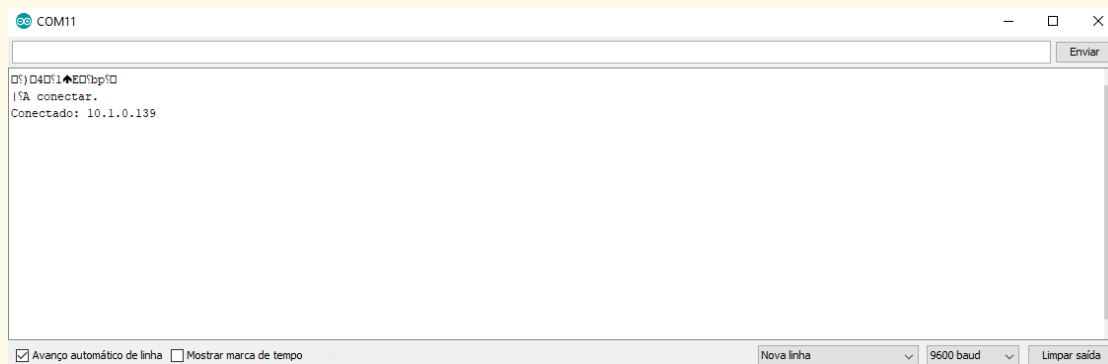 COM11
Enviar
A conectar.
Conectado: 10.1.0.139
Avanço automático de linha
Mostrar marca de tempo
Nova linha
9600 baud
Limpar saída